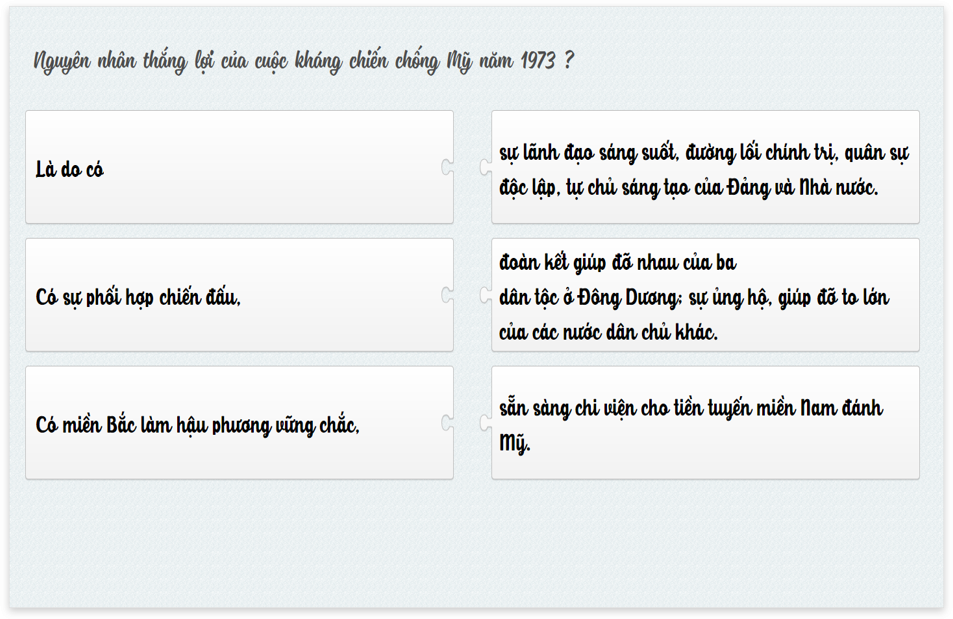 Nguyên nhân thắng lợi của cuộc kháng chiến chống Mỹ năm 1973 ?
Là do có
sự lãnh đạo sáng suốt, đường lối chính trị, quân sự
độc lập, tự chủ sáng tạo của Đảng và Nhà nước.
Có sự phối hợp chiến đấu,
đoàn kết giúp đỡ nhau của ba
dân tộc ở Đông Dương; sự ủng hộ, giúp đỡ to lớn
của các nước dân chủ khác.
Có miền Bắc làm hậu phương vững chắc,
sẵn sàng chi viện cho tiền tuyến miền Nam đánh
Mỹ.